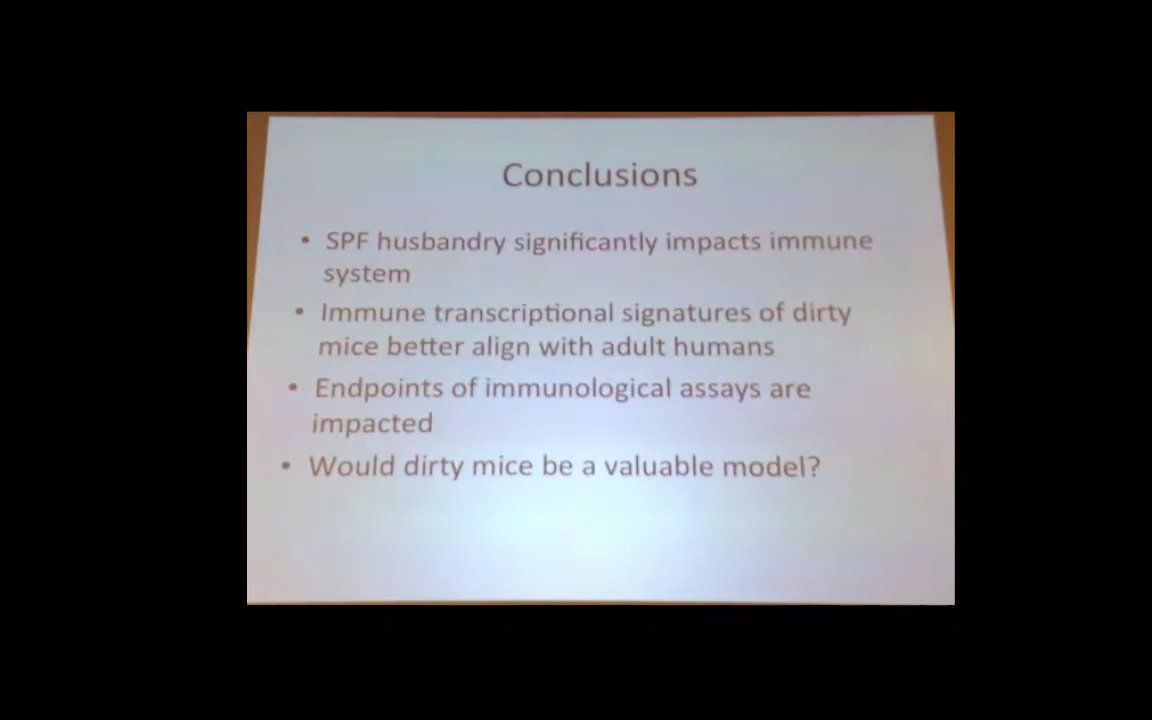 Conclusions
• SPF husbandry significantly impacts immune
system
• Immune transcriptional signatures of dirty
mice better align with adult humans
• Endpoints of immunological assays are
impacted
• Would dirty mice be a valuable model?